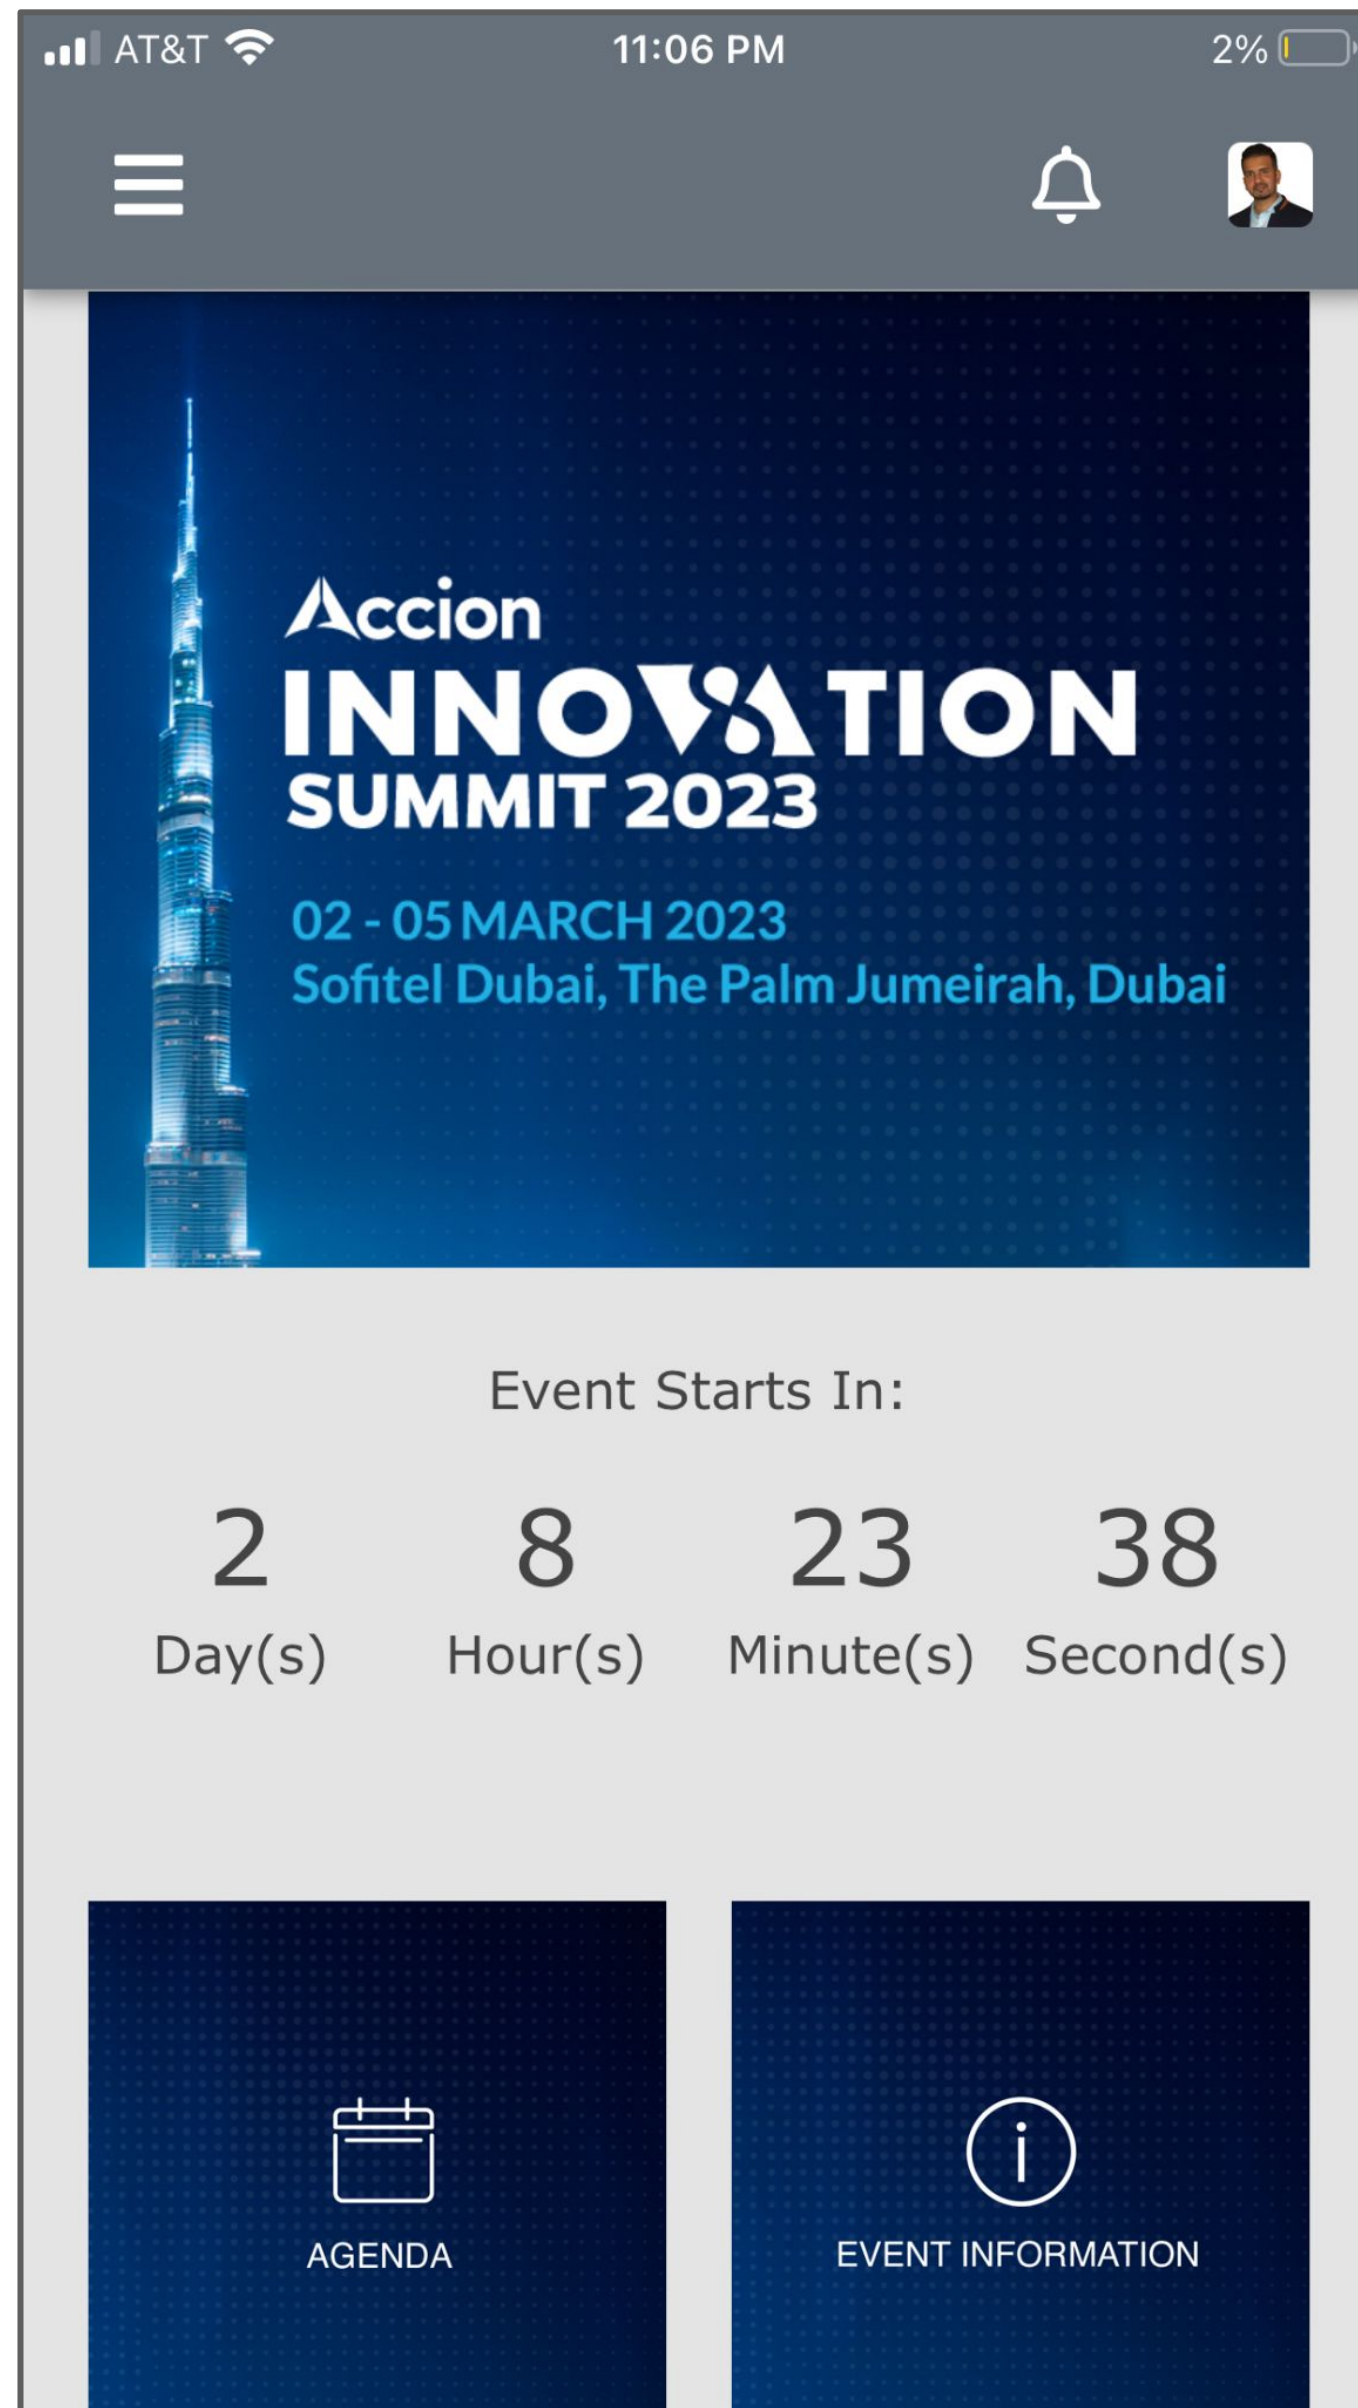 AT&T 11:06 PM 2%
Accion
INNOVATION
SUMMIT 2023
02 - 05 MARCH 2023
Sofitel Dubai, The Palm Jumeirah, Dubai
Event Starts In:
2 8 23 38
Day(s) Hour(s) Minute(s) Second(s)
AGENDA EVENT INFORMATION